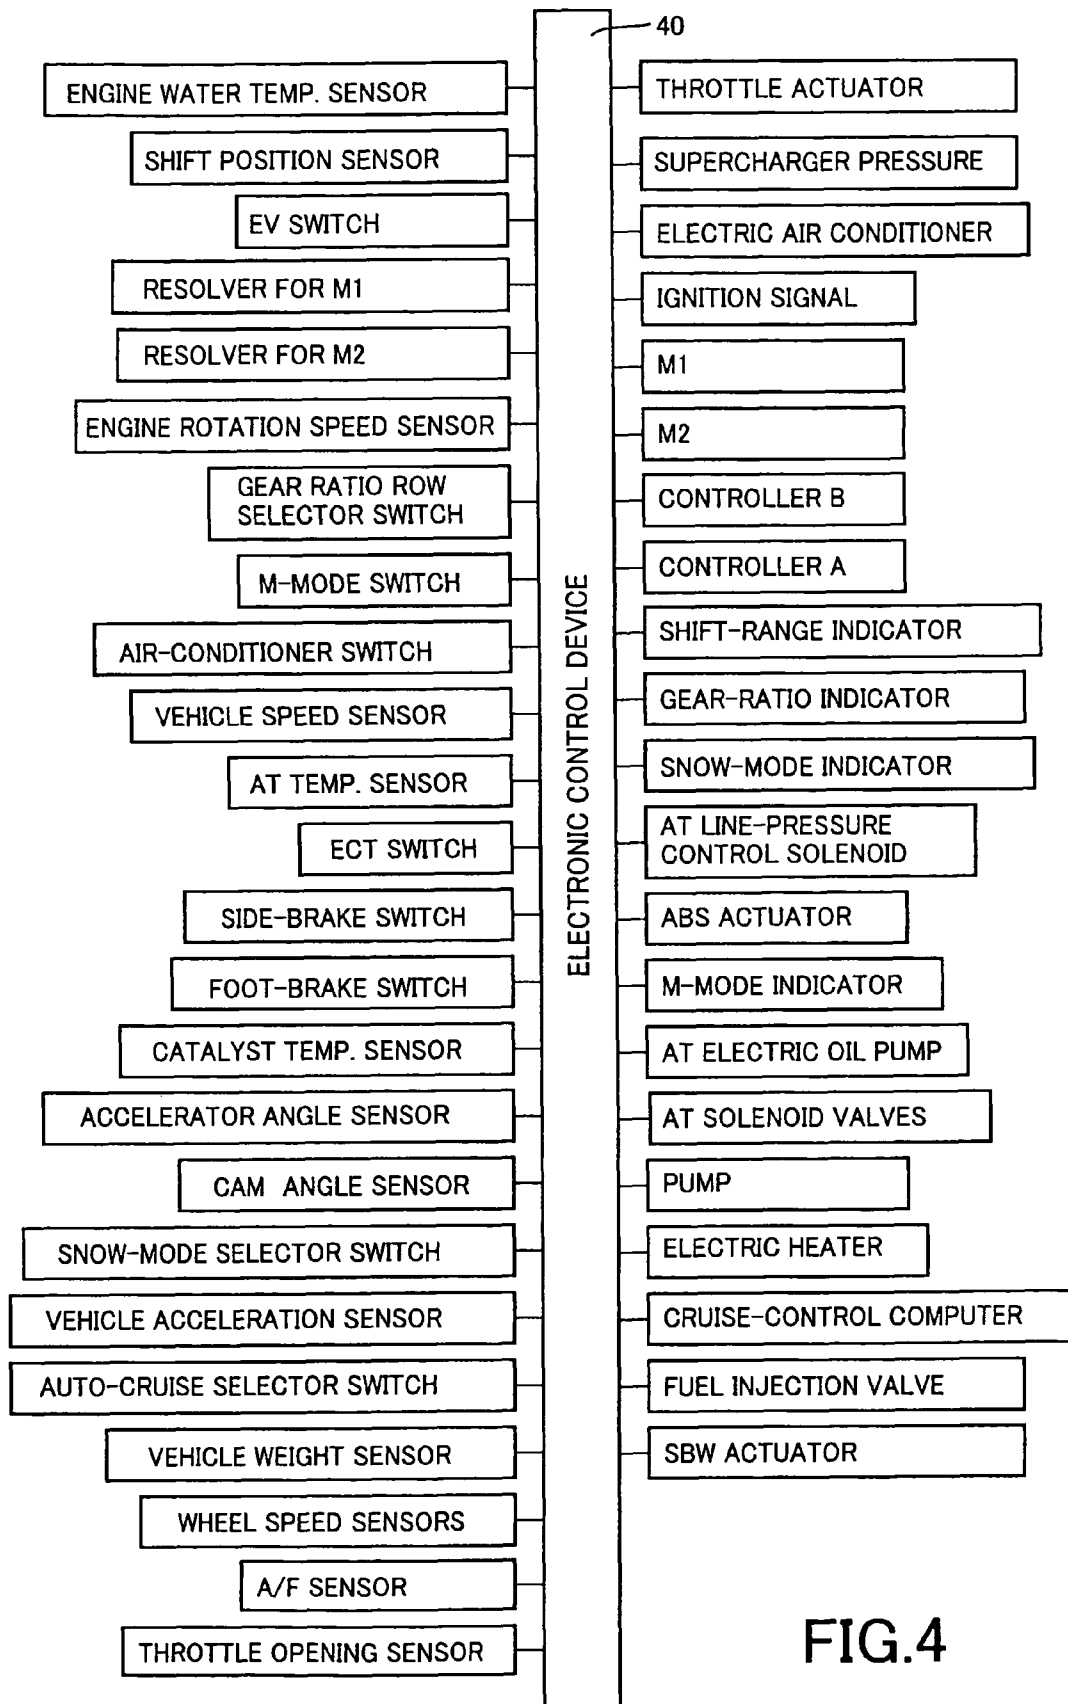 40
ENGINE WATER TEMP. SENSOR
SHIFT POSITION SENSOR
EV SWITCH
RESOLVER FOR M1
RESOLVER FOR M2
ENGINE ROTATION SPEED SENSOR
GEAR RATIO ROW
SELECTOR SWITCH
M-MODE SWITCH
AIR-CONDITIONER SWITCH
VEHICLE SPEED SENSOR
AT TEMP. SENSOR
ECT SWITCH
SIDE-BRAKE SWITCH
FOOT-BRAKE SWITCH
CATALYST TEMP. SENSOR
ACCELERATOR ANGLE SENSOR
CAM ANGLE SENSOR
SNOW-MODE SELECTOR SWITCH
VEHICLE ACCELERATION SENSOR
AUTO-CRUISE SELECTOR SWITCH
VEHICLE WEIGHT SENSOR
WHEEL SPEED SENSORS
A/F SENSOR
THROTTLE OPENING SENSOR
ELECTRONIC CONTROL DEVICE
THROTTLE ACTUATOR
SUPERCHARGER PRESSURE
ELECTRIC AIR CONDITIONER
IGNITION SIGNAL
M1
M2
CONTROLLER B
CONTROLLER A
SHIFT-RANGE INDICATOR
GEAR-RATIO INDICATOR
SNOW-MODE INDICATOR
AT LINE-PRESSURE
CONTROL SOLENOID
ABS ACTUATOR
M-MODE INDICATOR
AT ELECTRIC OIL PUMP
AT SOLENOID VALVES
PUMP
ELECTRIC HEATER
CRUISE-CONTROL COMPUTER
FUEL INJECTION VALVE
SBW ACTUATOR
FIG.4